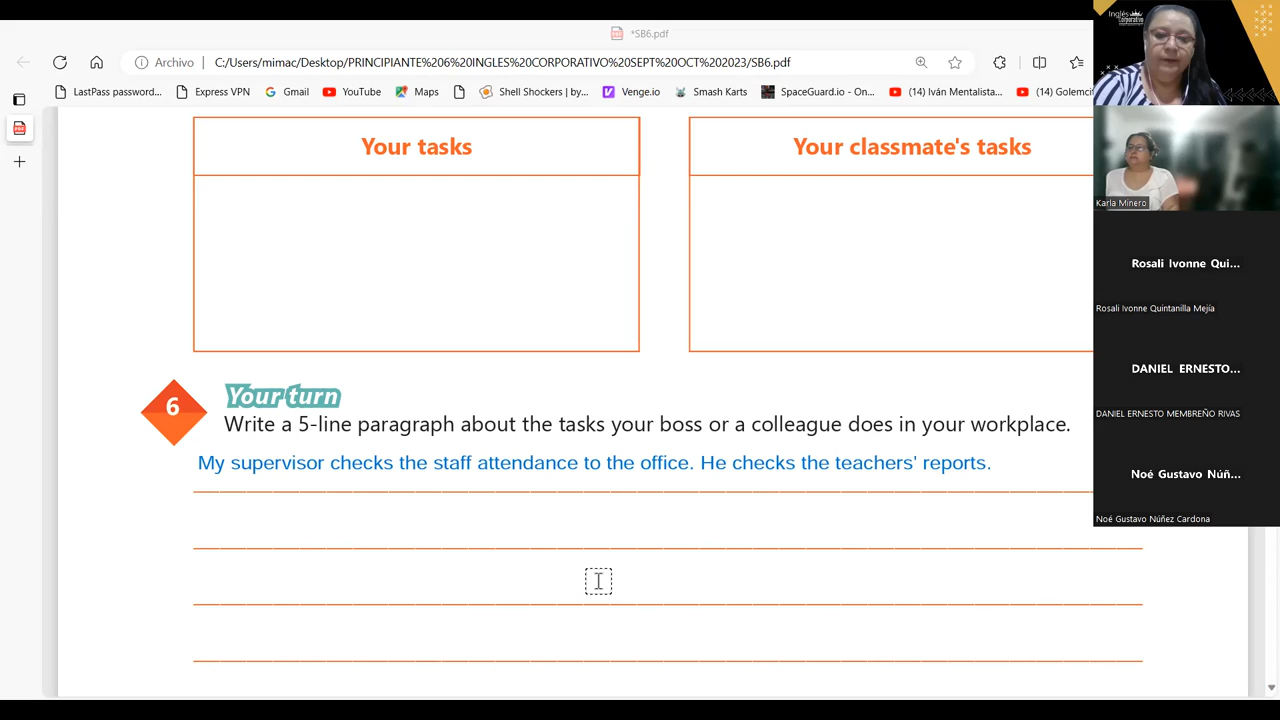 *SB6.pdf
Archivo
C:/Users/mimac/Desktop/PRINCIPIANTE%206%20INGLES%20CORPORATIVO%20SEPT%20OCT%202023/SB6.pdf
LastPass password...
Express VPN
Gmail
YouTube
Maps
Shell Shockers | by...
Venge.io
Smash Karts
SpaceGuard.io - On...
(14) Iván Mentalista...
(14) Golemcit
Your tasks
Your classmate's tasks
6
Your turn
Write a 5-line paragraph about the tasks your boss or a colleague does in your workplace.
My supervisor checks the staff attendance to the office. He checks the teachers' reports.
Inglés
Corporativo
Karla Minero
Rosali Ivonne Qui...
Rosali Ivonne Quintanilla Mejía
DANIEL ERNESTO...
DANIEL ERNESTO MEMBREÑO RIVAS
Noé Gustavo Núñ...
Noé Gustavo Núñez Cardona